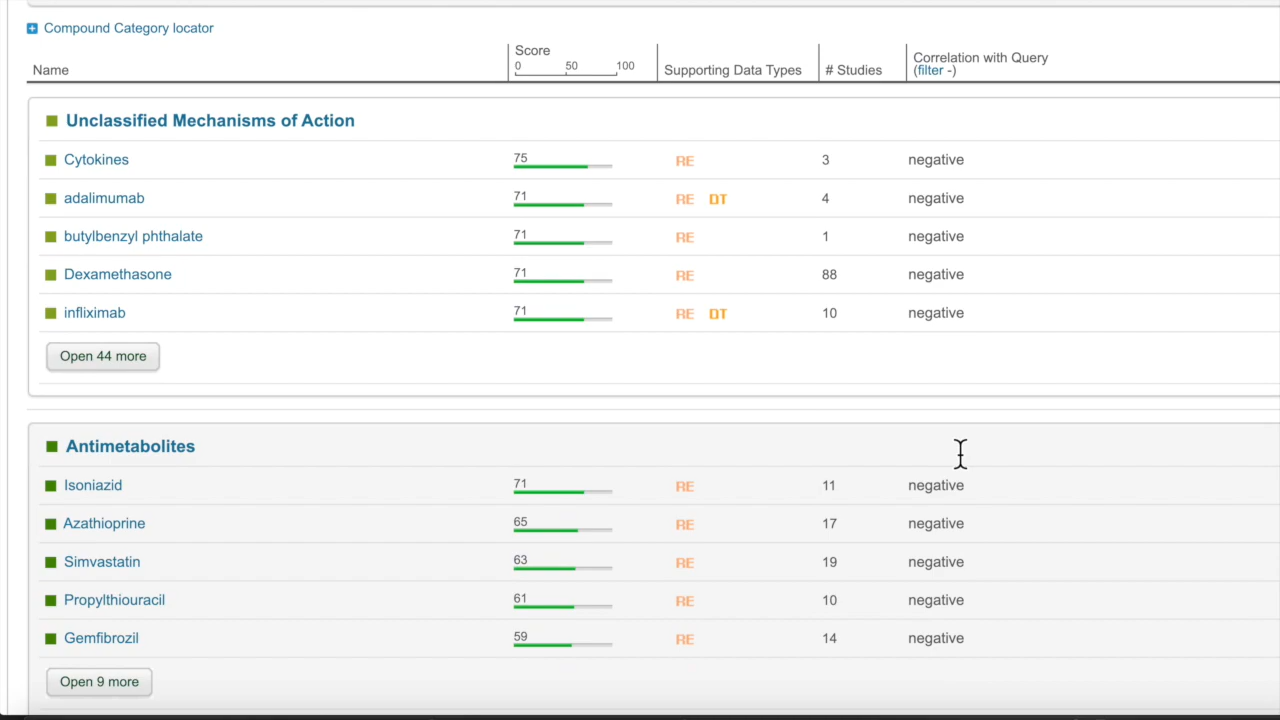 Compound Category locator
Name Score 0 50 100 Supporting Data Types # Studies Correlation with Query (filter -)
Unclassified Mechanisms of Action
Cytokines 75 RE 3 negative
adalimumab 71 RE DT 4 negative
butylbenzyl phthalate 71 RE 1 negative
Dexamethasone 71 RE 88 negative
infliximab 71 RE DT 10 negative
Open 44 more
Antimetabolites
Isoniazid 71 RE 11 negative
Azathioprine 65 RE 17 negative
Simvastatin 63 RE 19 negative
Propylthiouracil 61 RE 10 negative
Gemfibrozil 59 RE 14 negative
Open 9 more